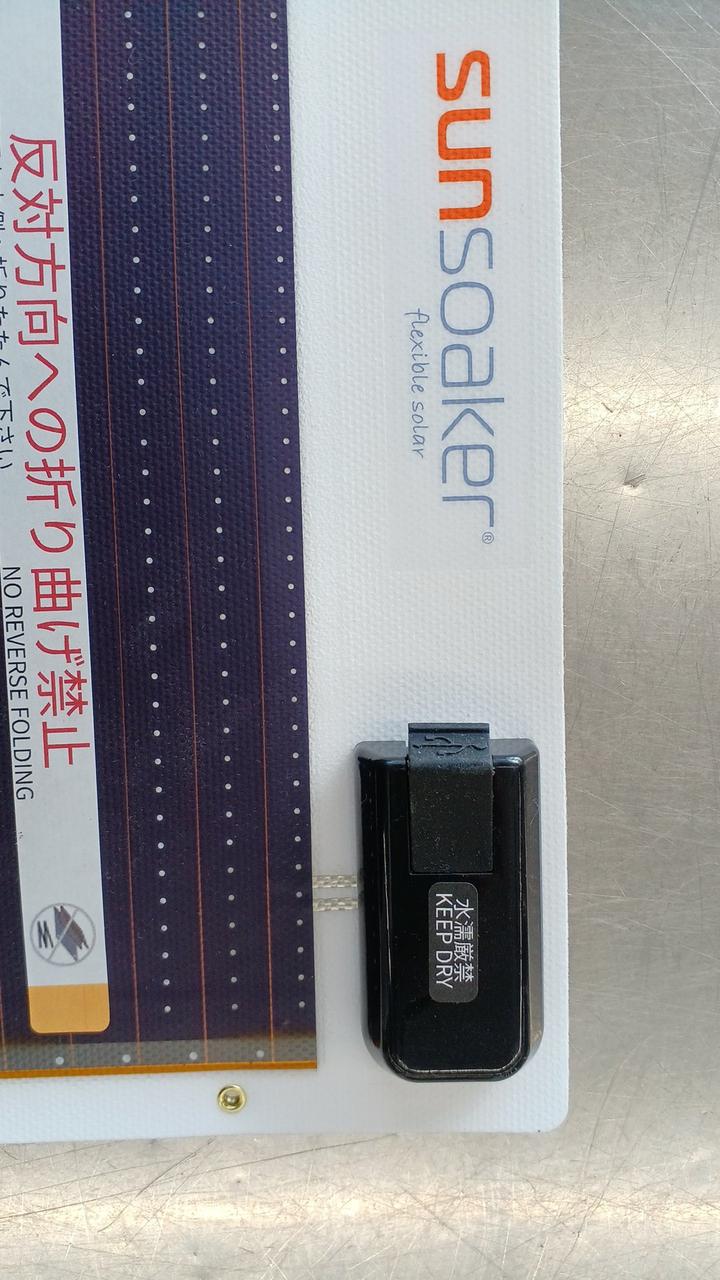 sunsoaker®
flexible solar
反対方向への折り曲げ禁止
NO REVERSE FOLDING
水濡厳禁
KEEP DRY